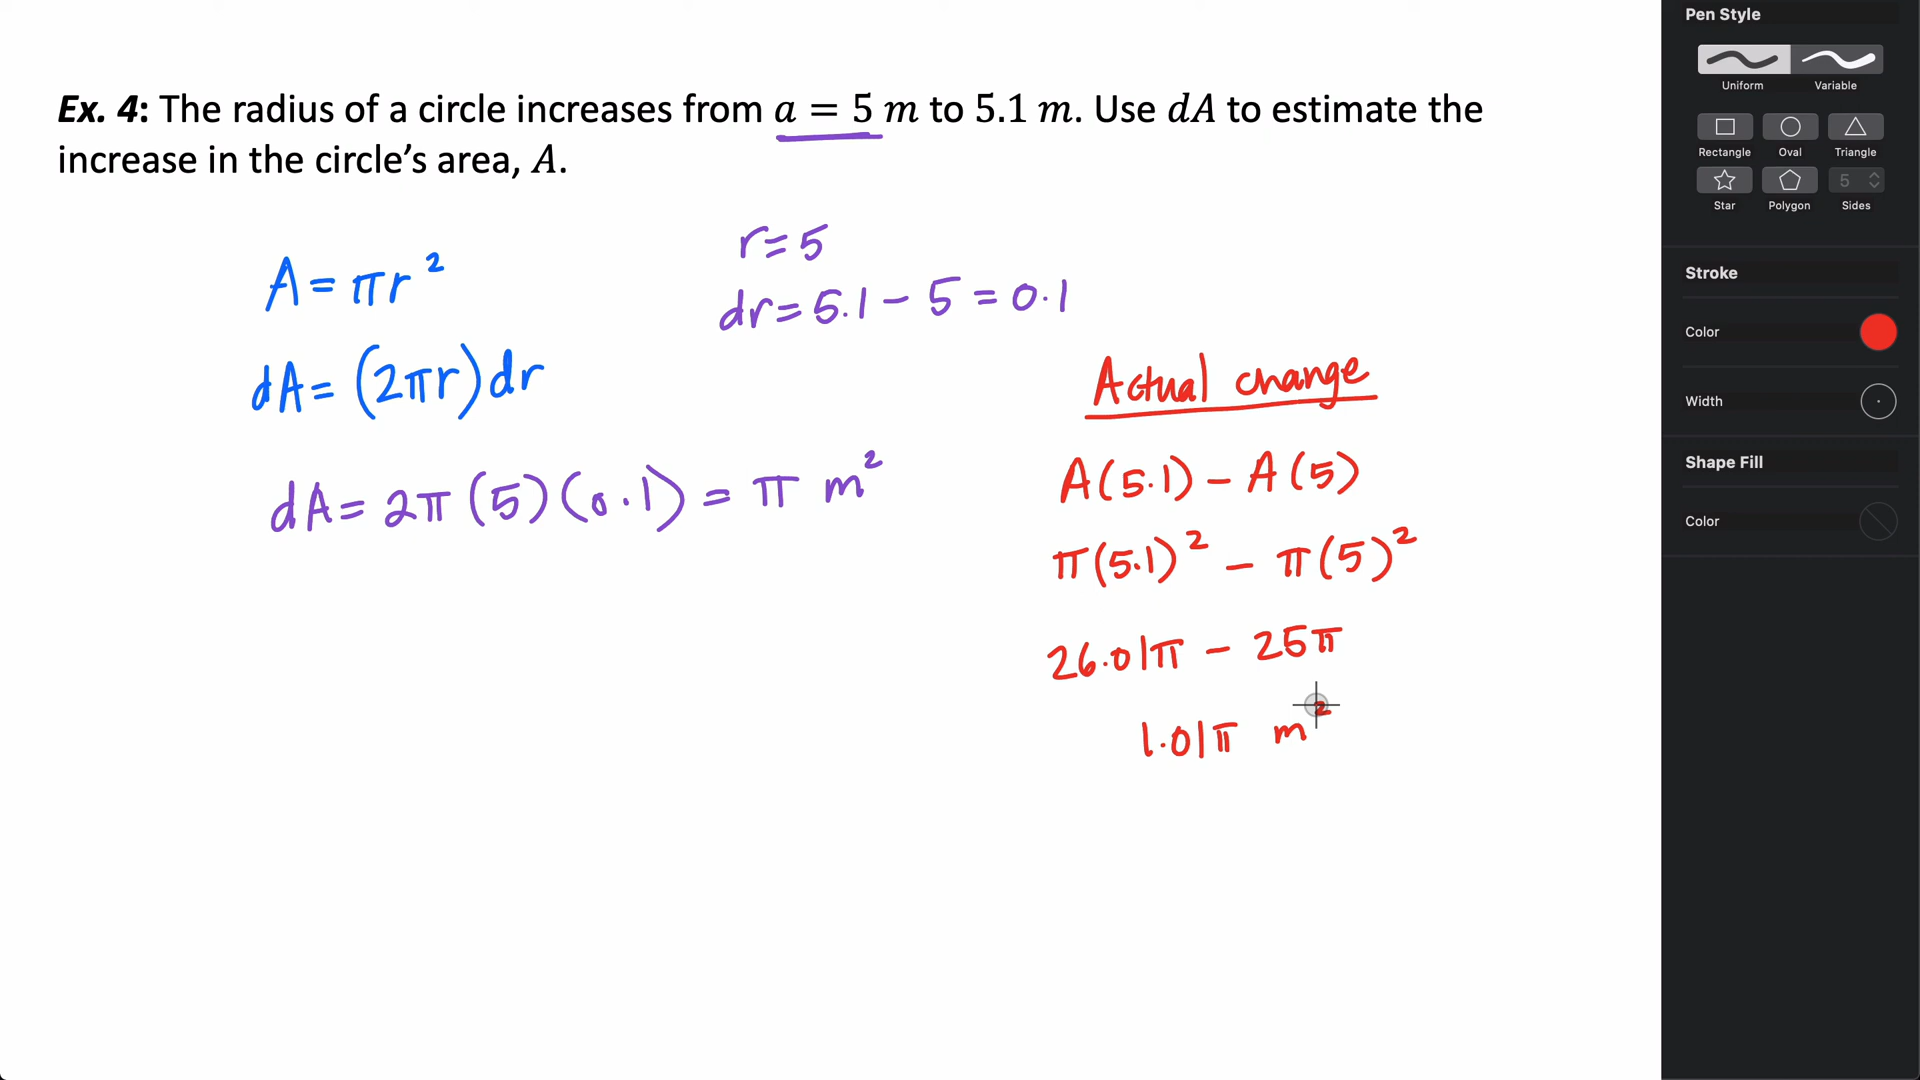 Ex. 4: The radius of a circle increases from a = 5 m to 5.1 m. Use dA to estimate the
increase in the circle's area, A.
A = πr²
dA = (2πr)dr
dA = 2π(5)(0.1) = π m²
r = 5
dr = 5.1 − 5 = 0.1
Actual change
A(5.1) − A(5)
π(5.1)² − π(5)²
26.01π − 25π
1.01π m²
Pen Style
Uniform Variable
Rectangle Oval Triangle
5
Star Polygon Sides
Stroke
Color
Width
Shape Fill
Color